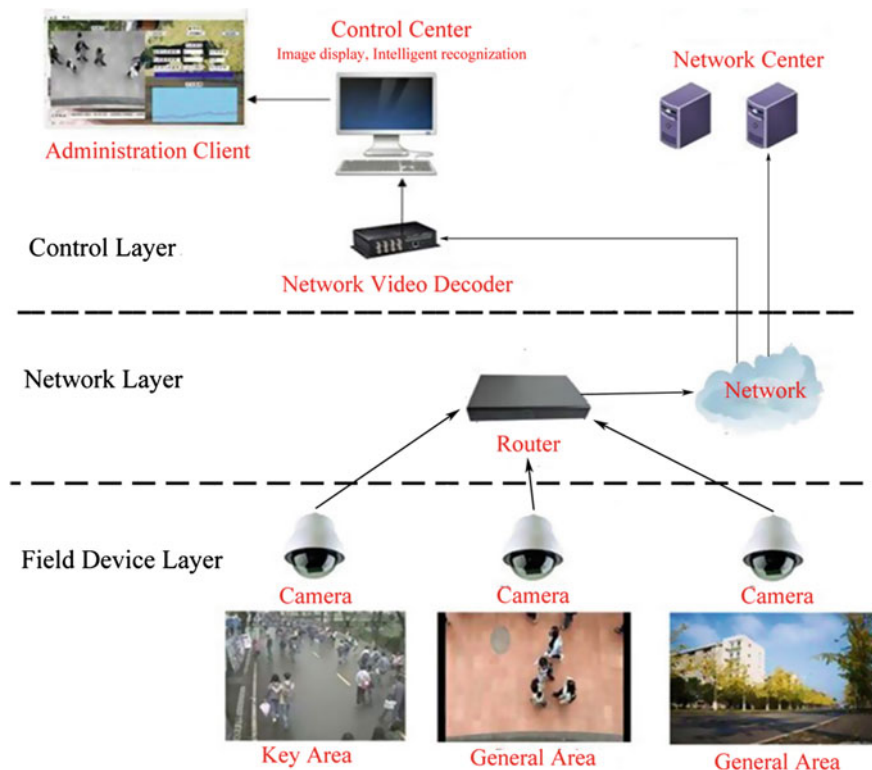 Control Center
Image display, Intelligent recognization
Network Center
Administration Client
Control Layer
Network Video Decoder
Network Layer
Network
Router
Field Device Layer
Camera
Camera
Camera
Key Area
General Area
General Area